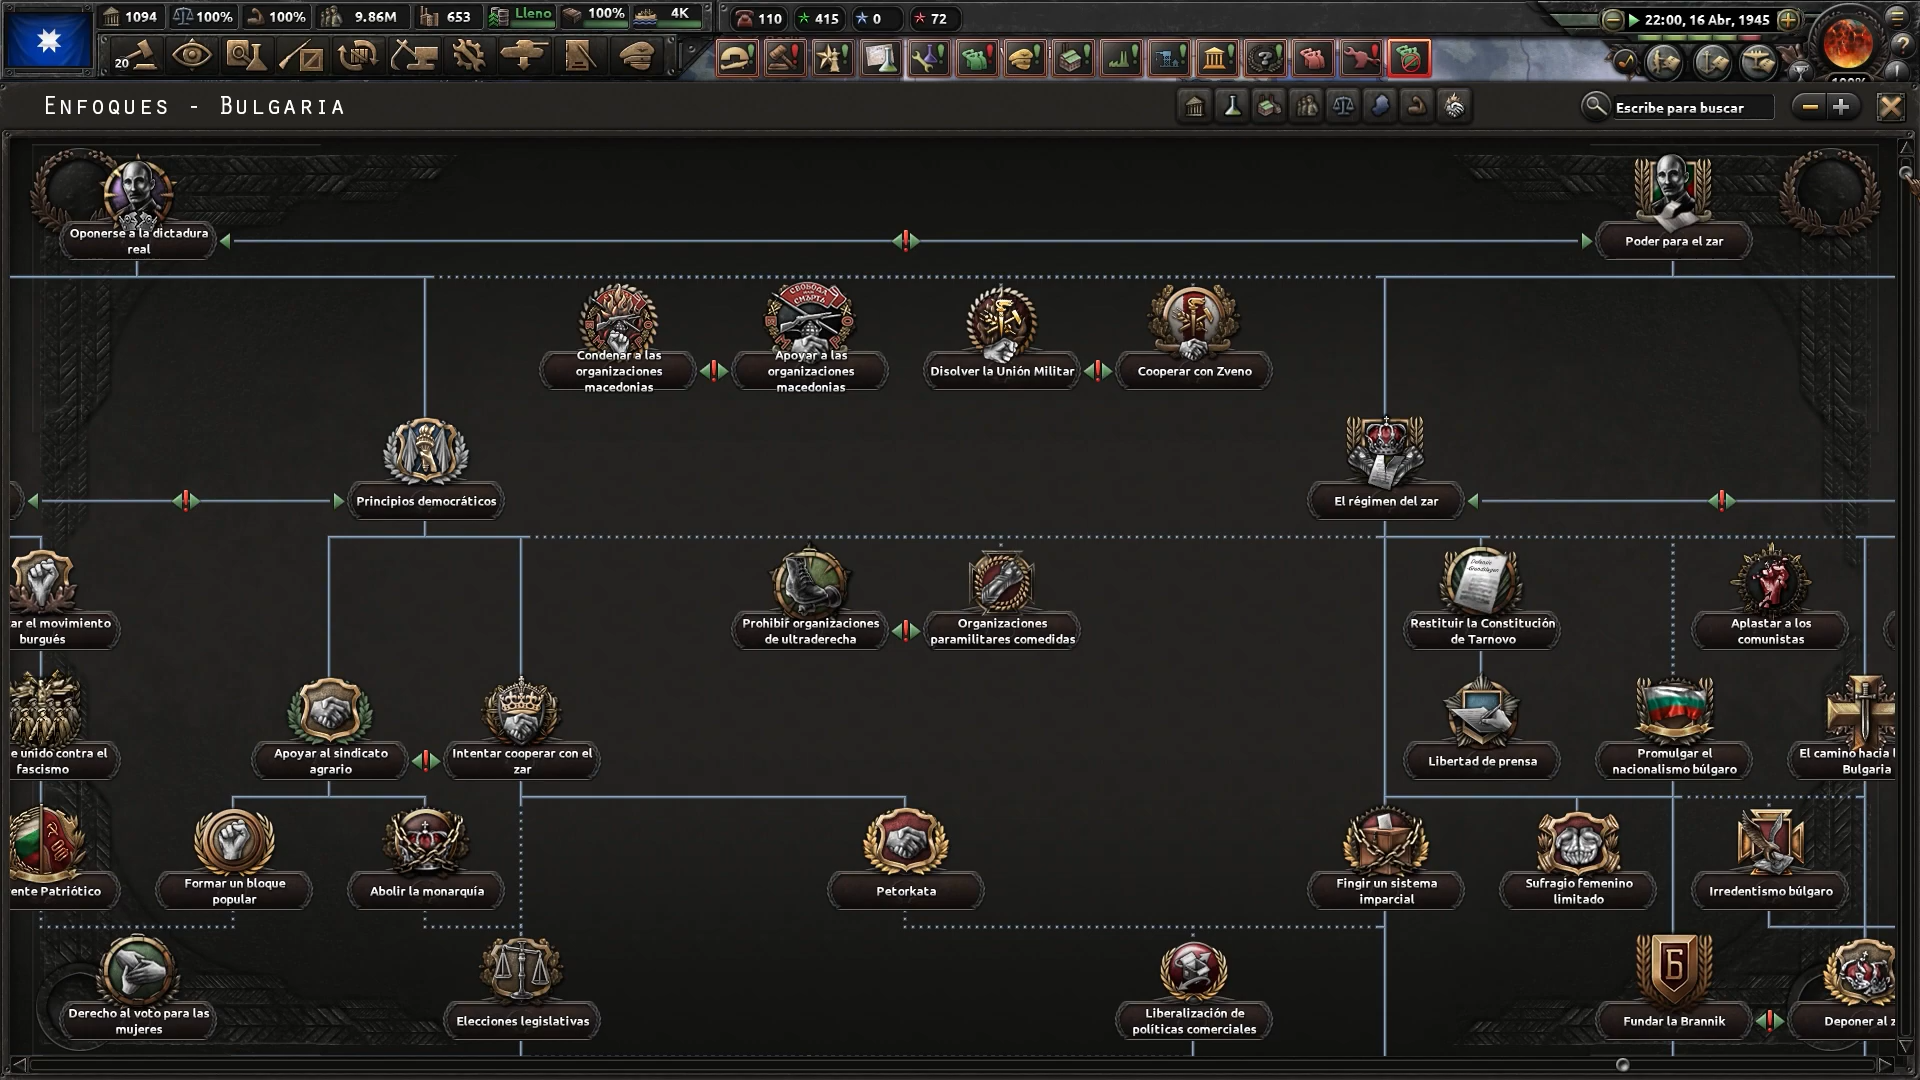 1094
100%
100%
9.86M
653
Lleno
100%
4K
110
415
0
72
22:00, 16 Abr, 1945
20
Enfoques - Bulgaria
Escribe para buscar
Oponerse a la dictadura
real
Poder para el zar
СВОБОДА
СМЪРТЬ
Condenar a las
organizaciones
macedonias
Apoyar a las
organizaciones
macedonias
Disolver la Unión Militar
Cooperar con Zveno
Principios democráticos
El régimen del zar
ar el movimiento
burgués
Prohibir organizaciones
de ultraderecha
Organizaciones
paramilitares comedidas
Restituir la Constitución
de Tarnovo
Aplastar a los
comunistas
e unido contra el
fascismo
Apoyar al sindicato
agrario
Intentar cooperar con el
zar
Libertad de prensa
Promulgar el
nacionalismo búlgaro
El camino hacia l
Bulgaria
ente Patriótico
Formar un bloque
popular
Abolir la monarquía
Petorkata
Fingir un sistema
imparcial
Sufragio femenino
limitado
Irredentismo búlgaro
Derecho al voto para las
mujeres
Elecciones legislativas
Liberalización de
políticas comerciales
Б
Fundar la Brannik
Deponer al z